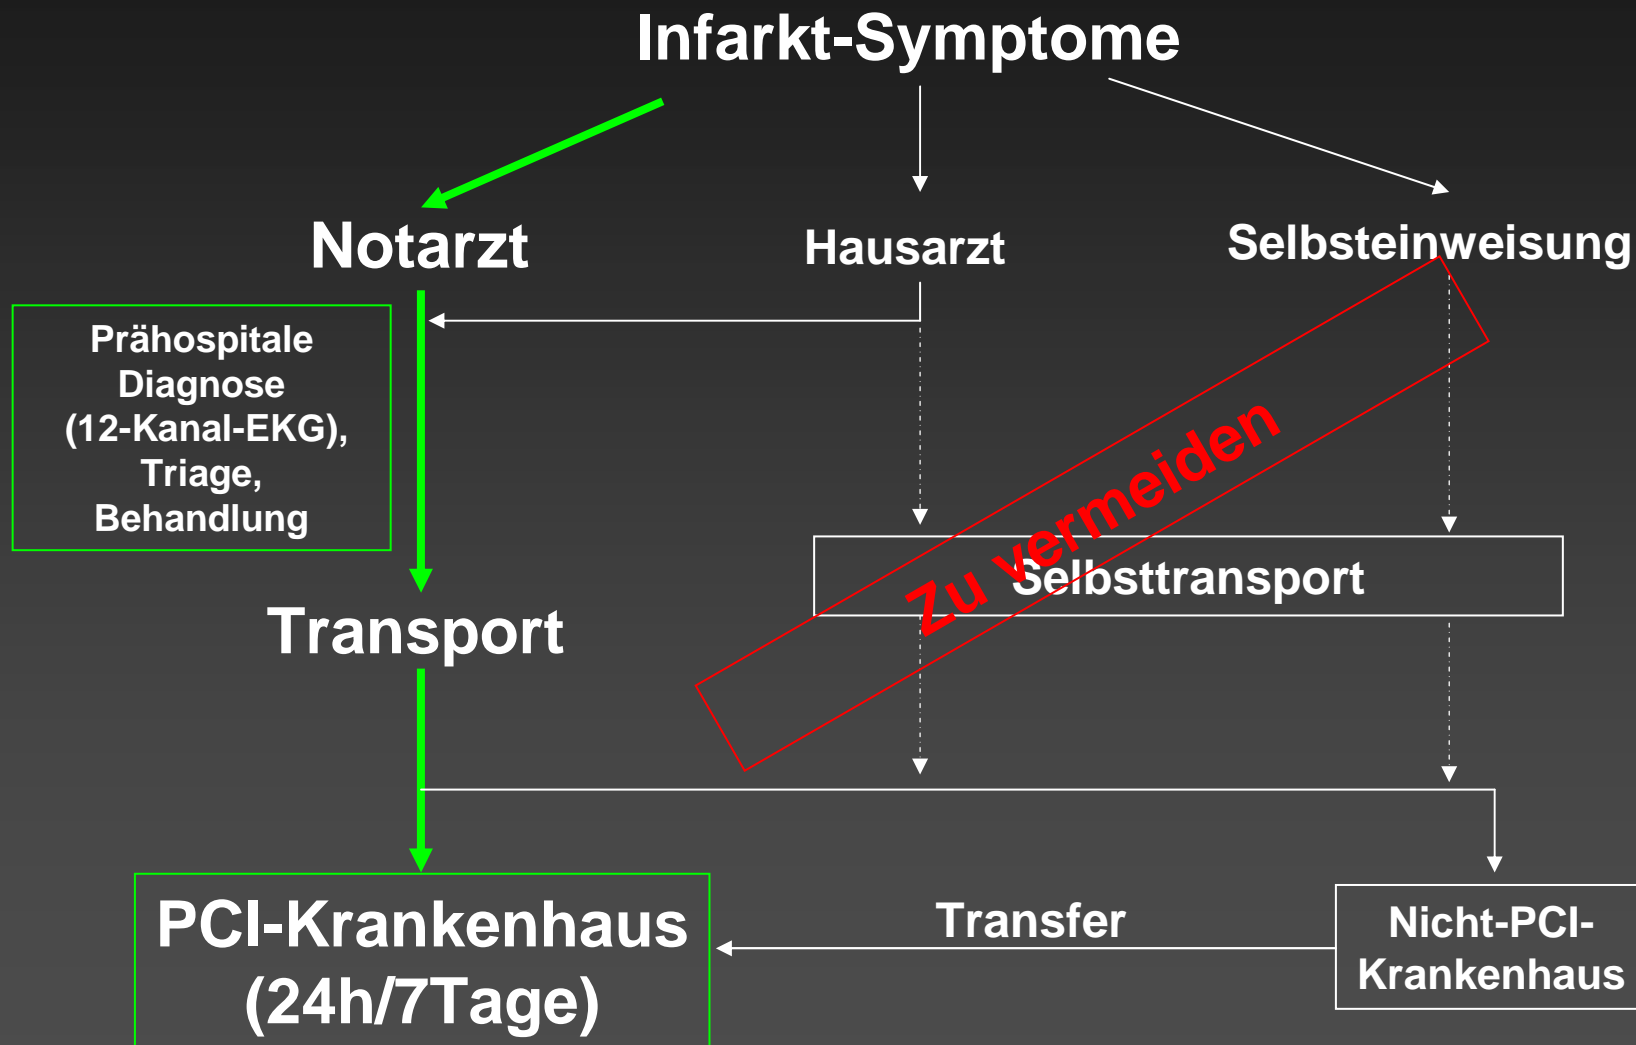 Infarkt-Symptome
Notarzt
Hausarzt
Selbsteinweisung
Prähospitale
Diagnose
(12-Kanal-EKG),
Triage,
Behandlung
Zu vermeiden
Selbsttransport
Transport
PCI-Krankenhaus
(24h/7Tage)
Transfer
Nicht-PCI-
Krankenhaus